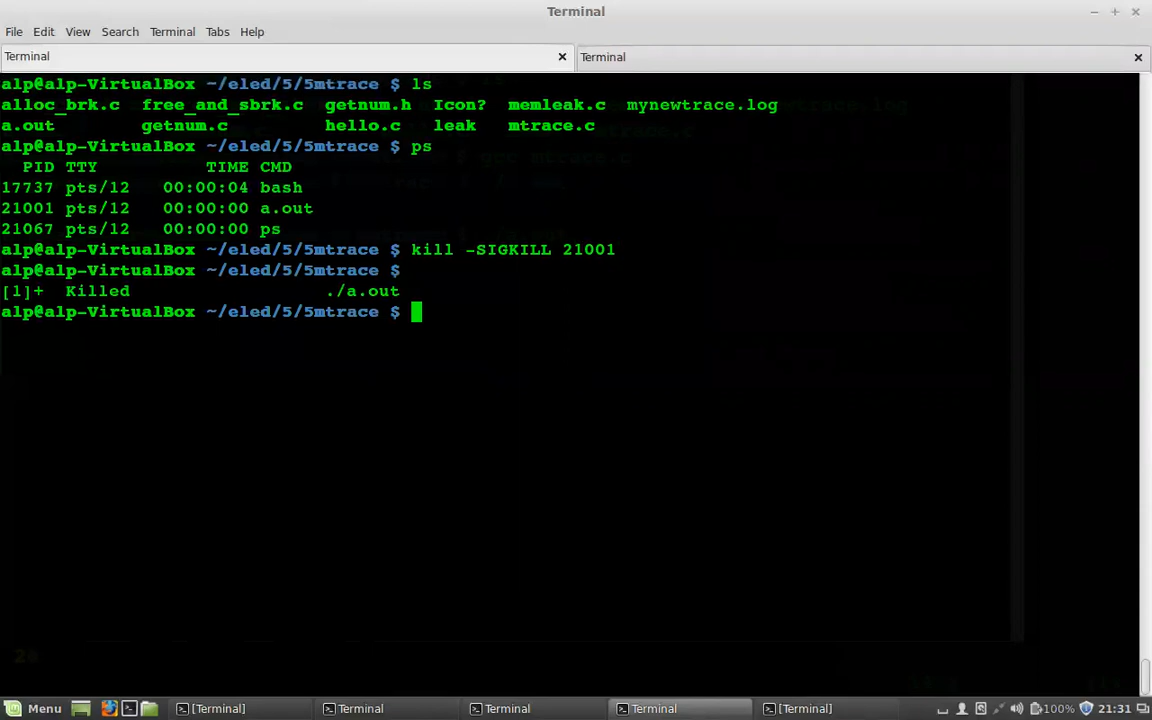 Terminal
File Edit View Search Terminal Tabs Help
Terminal Terminal
alp@alp-VirtualBox ~/eled/5/5mtrace $ ls
alloc_brk.c free_and_sbrk.c getnum.h Icon? memleak.c mynewtrace.log
a.out getnum.c hello.c leak mtrace.c
alp@alp-VirtualBox ~/eled/5/5mtrace $ ps
PID TTY TIME CMD
17737 pts/12 00:00:04 bash
21001 pts/12 00:00:00 a.out
21067 pts/12 00:00:00 ps
alp@alp-VirtualBox ~/eled/5/5mtrace $ kill -SIGKILL 21001
alp@alp-VirtualBox ~/eled/5/5mtrace $
[1]+ Killed ./a.out
alp@alp-VirtualBox ~/eled/5/5mtrace $
Menu [Terminal] Terminal Terminal Terminal [Terminal] 100% 21:31